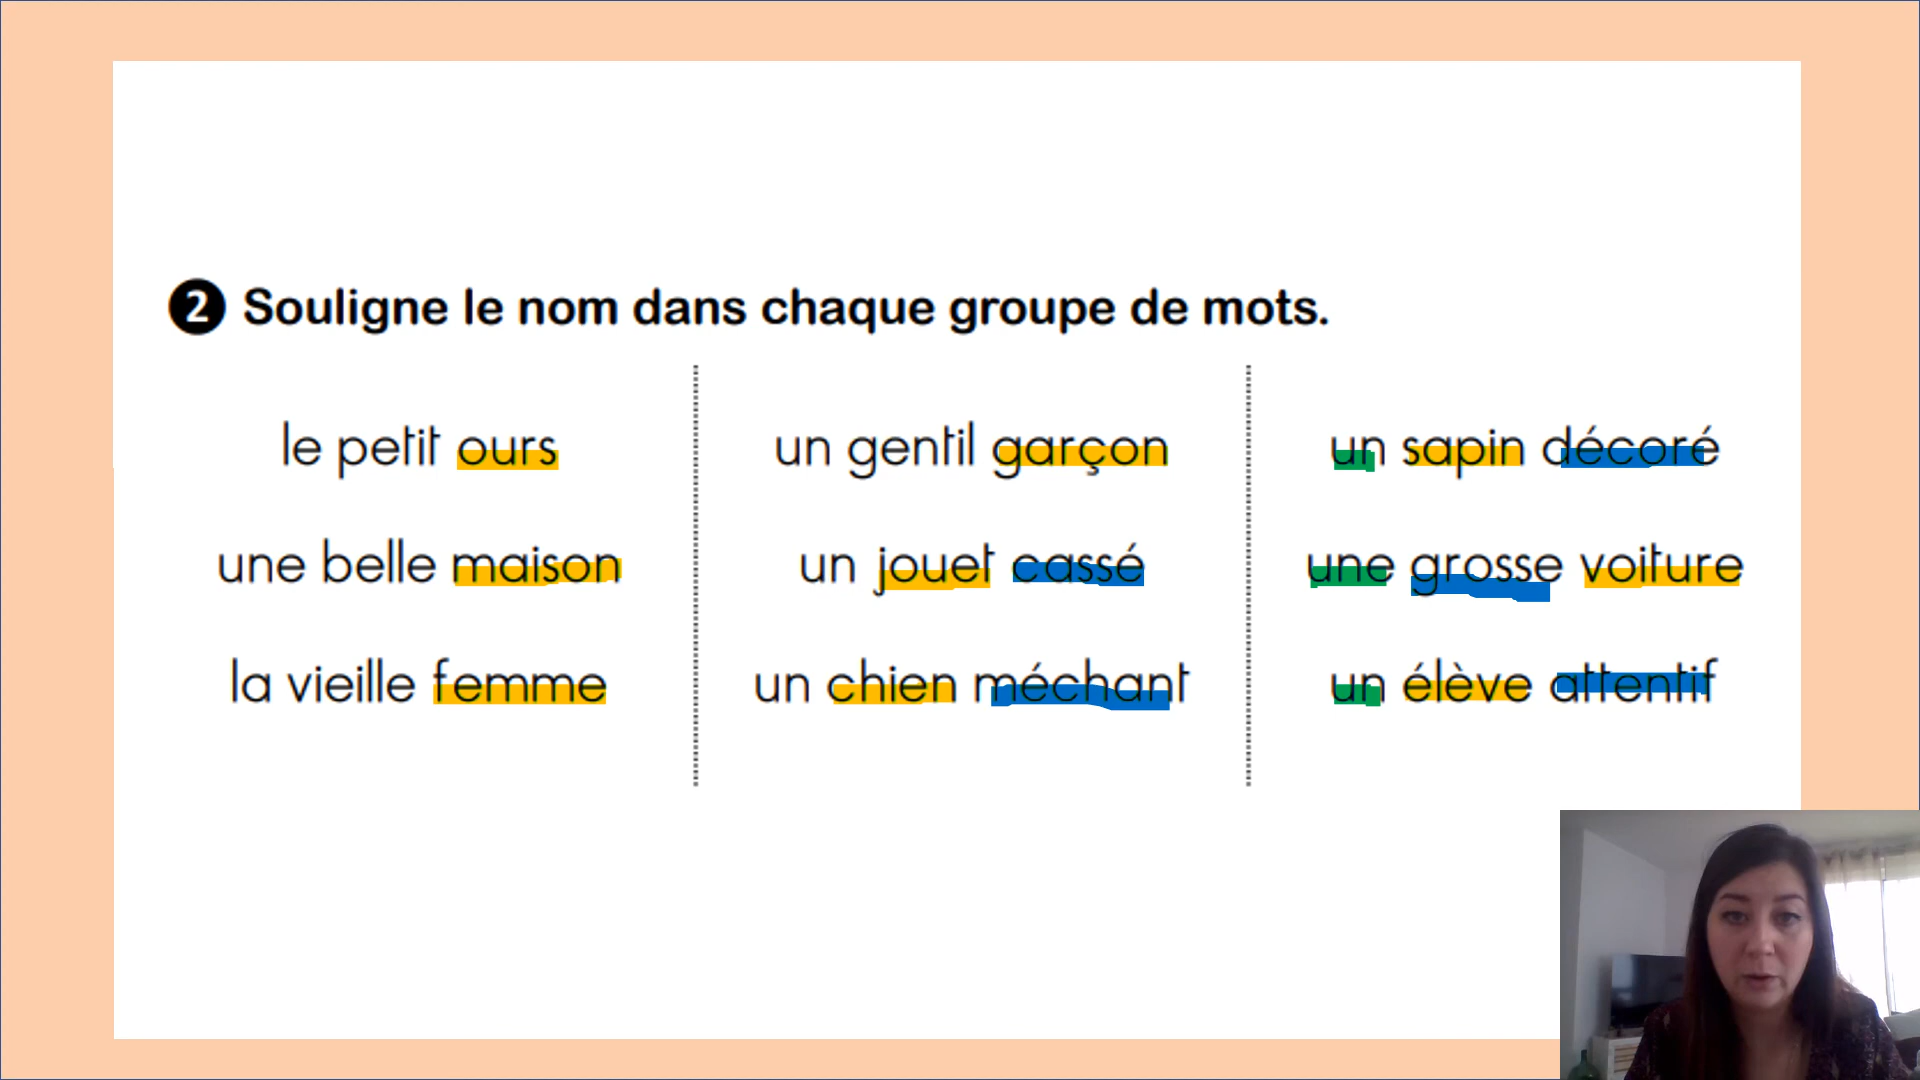 2 Souligne le nom dans chaque groupe de mots.
le petit ours
une belle maison
la vieille femme
un gentil garçon
un jouet cassé
un chien méchant
un sapin décoré
une grosse voiture
un élève attentif